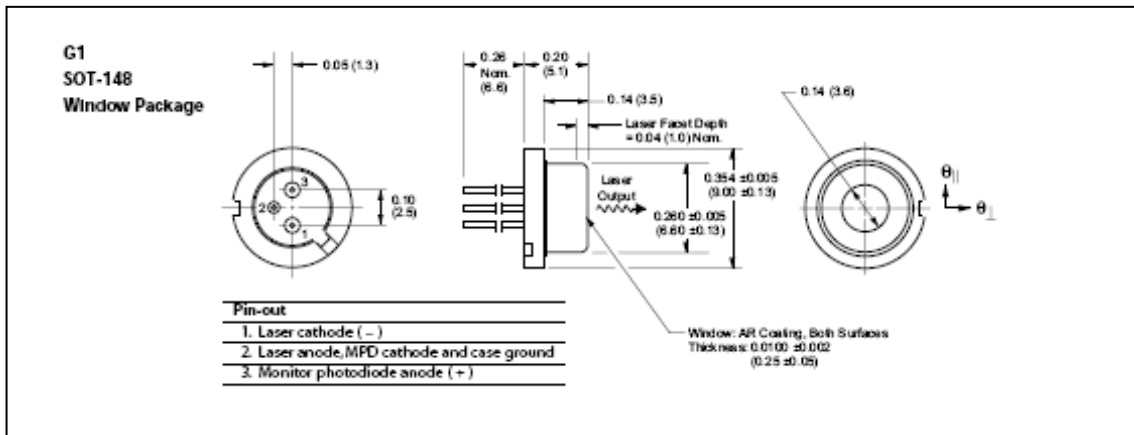 G1
SOT-148
Window Package
0.05 (1.3)
3
2
1
0.10
(2.5)
0.26
Nom.
(6.6)
0.20
(5.1)
0.14 (3.5)
Laser Facet Depth
= 0.04 (1.0) Nom.
Laser
Output
0.354 ±0.005
(9.00 ±0.13)
0.260 ±0.005
(6.60 ±0.13)
0.14 (3.6)
θ||
θ⊥
Window: AR Coating, Both Surfaces
Thickness: 0.0100 ±0.002
(0.25 ±0.05)
Pin-out
1. Laser cathode (–)
2. Laser anode, MPD cathode and case ground
3. Monitor photodiode anode (+)